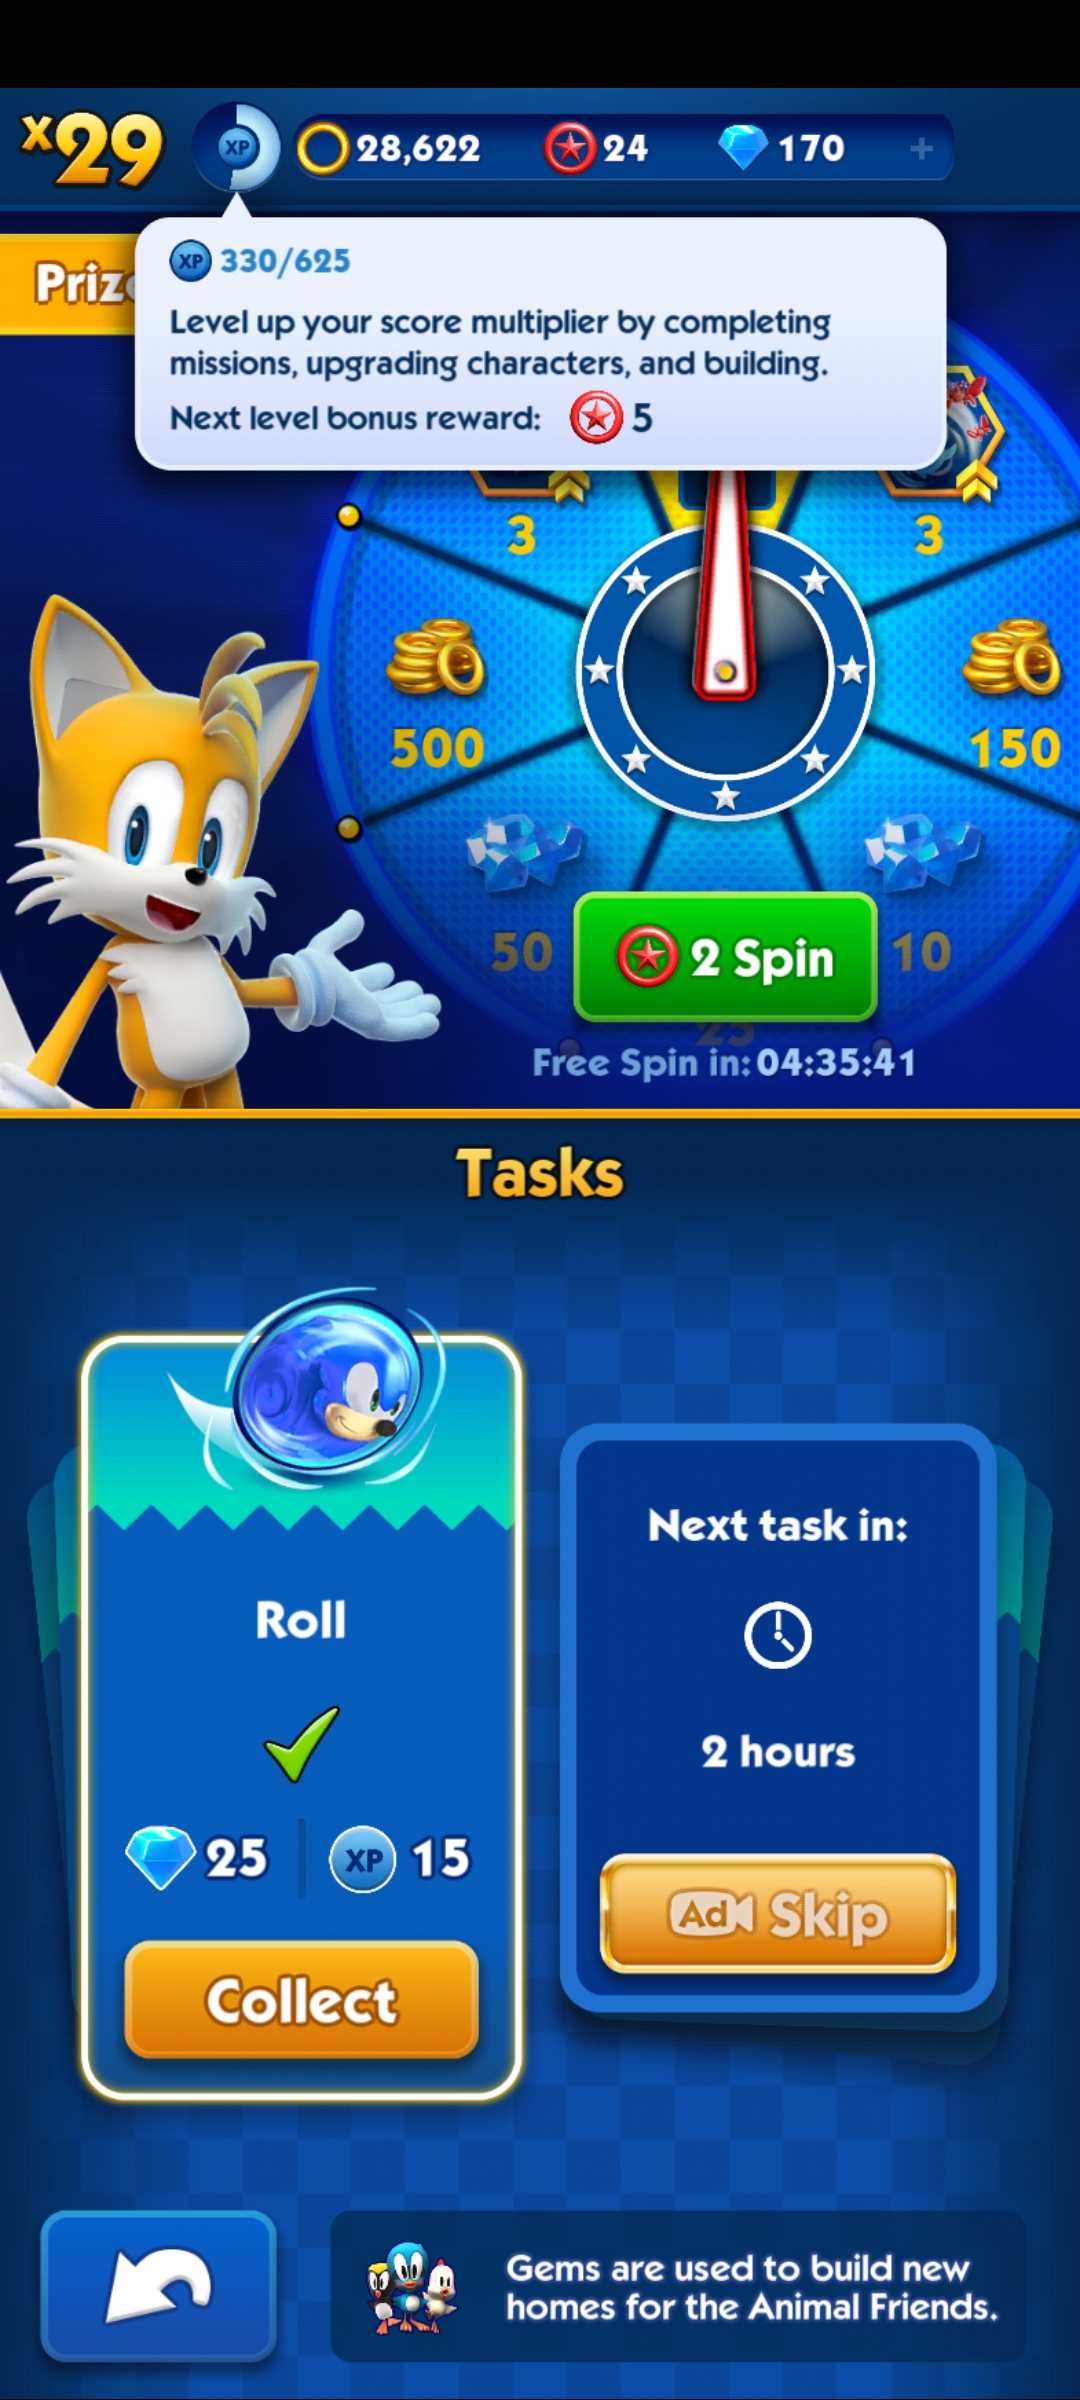 x29
XP
28,622
24
170
+
XP 330/625
Level up your score multiplier by completing
missions, upgrading characters, and building.
Next level bonus reward: 5
3
3
500
150
50
2 Spin
10
25
Free Spin in: 04:35:41
Tasks
Roll
25
XP 15
Collect
Next task in:
2 hours
Ad Skip
Gems are used to build new
homes for the Animal Friends.